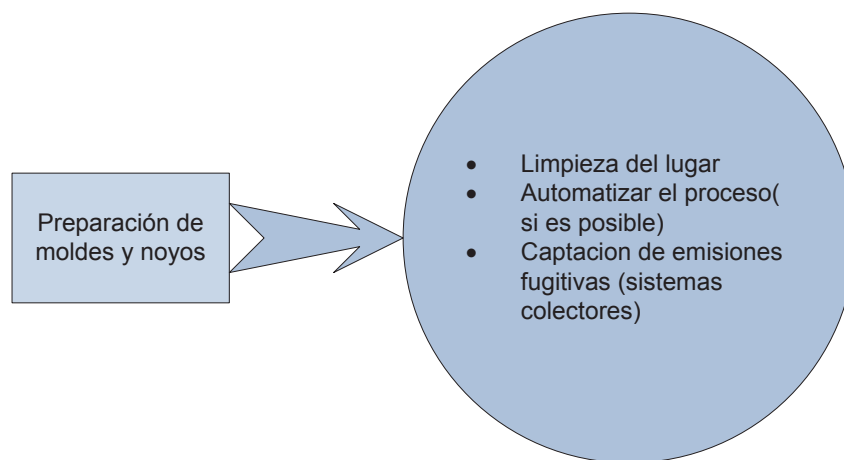 Preparación de
moldes y noyos
• Limpieza del lugar
• Automatizar el proceso(
si es posible)
• Captacion de emisiones
fugitivas (sistemas
colectores)